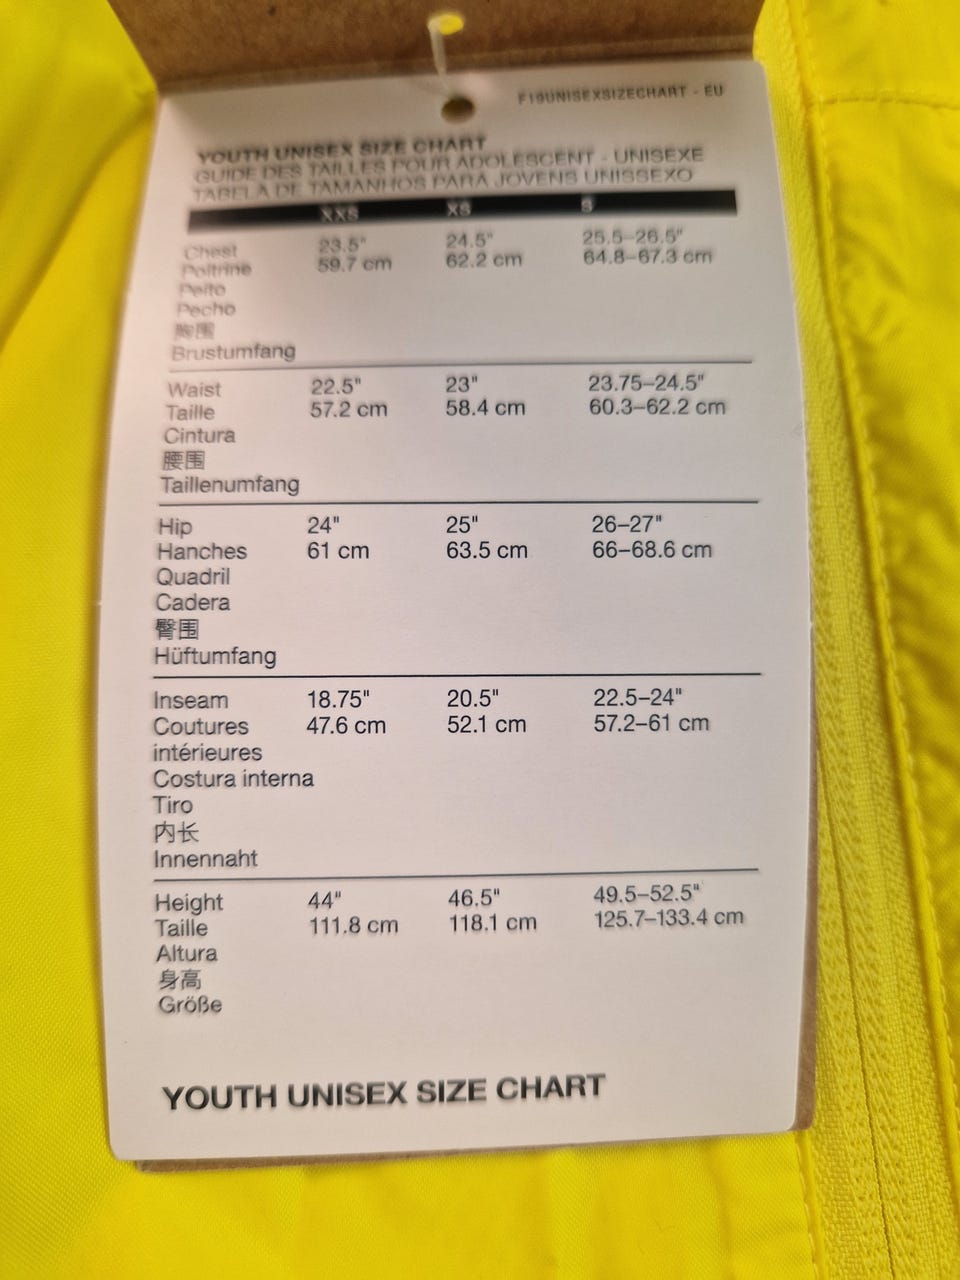 F19UNISEXSIZECHART - EU
YOUTH UNISEX SIZE CHART
GUIDE DES TAILLES POUR ADOLESCENT - UNISEXE
TABELA DE TAMANHOS PARA JOVENS UNISSEXO
XXS XS S
Chest 23.5" 24.5" 25.5–26.5"
Poitrine 59.7 cm 62.2 cm 64.8–67.3 cm
Peito
Pecho
胸围
Brustumfang
Waist 22.5" 23" 23.75–24.5"
Taille 57.2 cm 58.4 cm 60.3–62.2 cm
Cintura
腰围
Taillenumfang
Hip 24" 25" 26–27"
Hanches 61 cm 63.5 cm 66–68.6 cm
Quadril
Cadera
臀围
Hüftumfang
Inseam 18.75" 20.5" 22.5–24"
Coutures 47.6 cm 52.1 cm 57.2–61 cm
intérieures
Costura interna
Tiro
内长
Innennaht
Height 44" 46.5" 49.5–52.5"
Taille 111.8 cm 118.1 cm 125.7–133.4 cm
Altura
身高
Größe
YOUTH UNISEX SIZE CHART